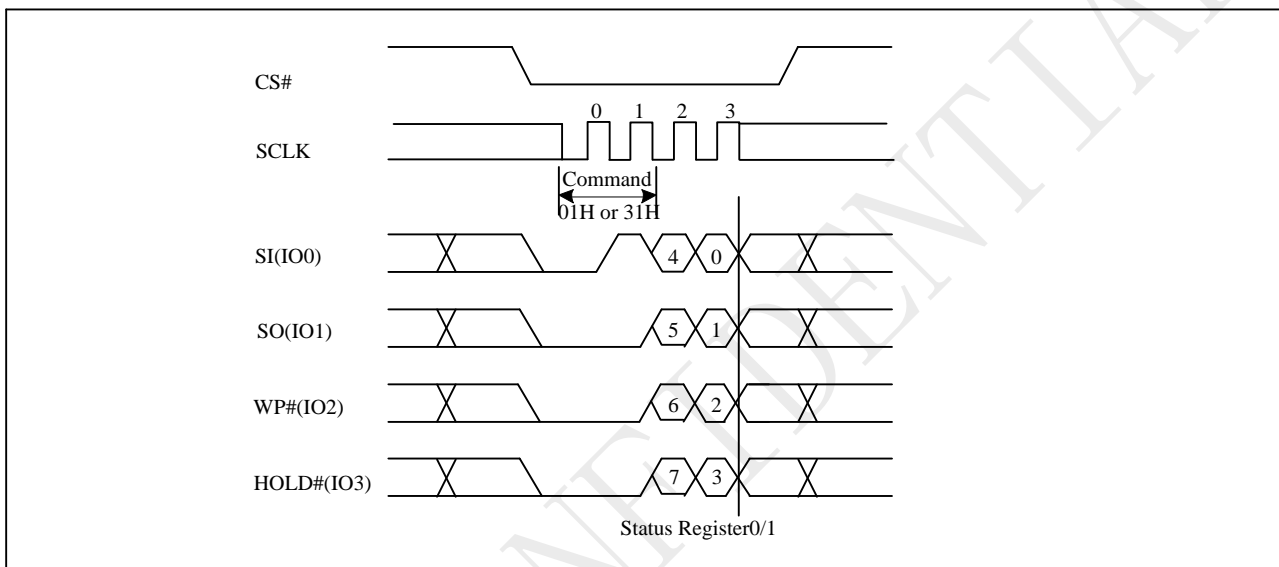 CS#
0 1 2 3
SCLK
Command
01H or 31H
SI(IO0) 4 0
SO(IO1) 5 1
WP#(IO2) 6 2
HOLD#(IO3) 7 3
Status Register0/1
NFIDENTIA